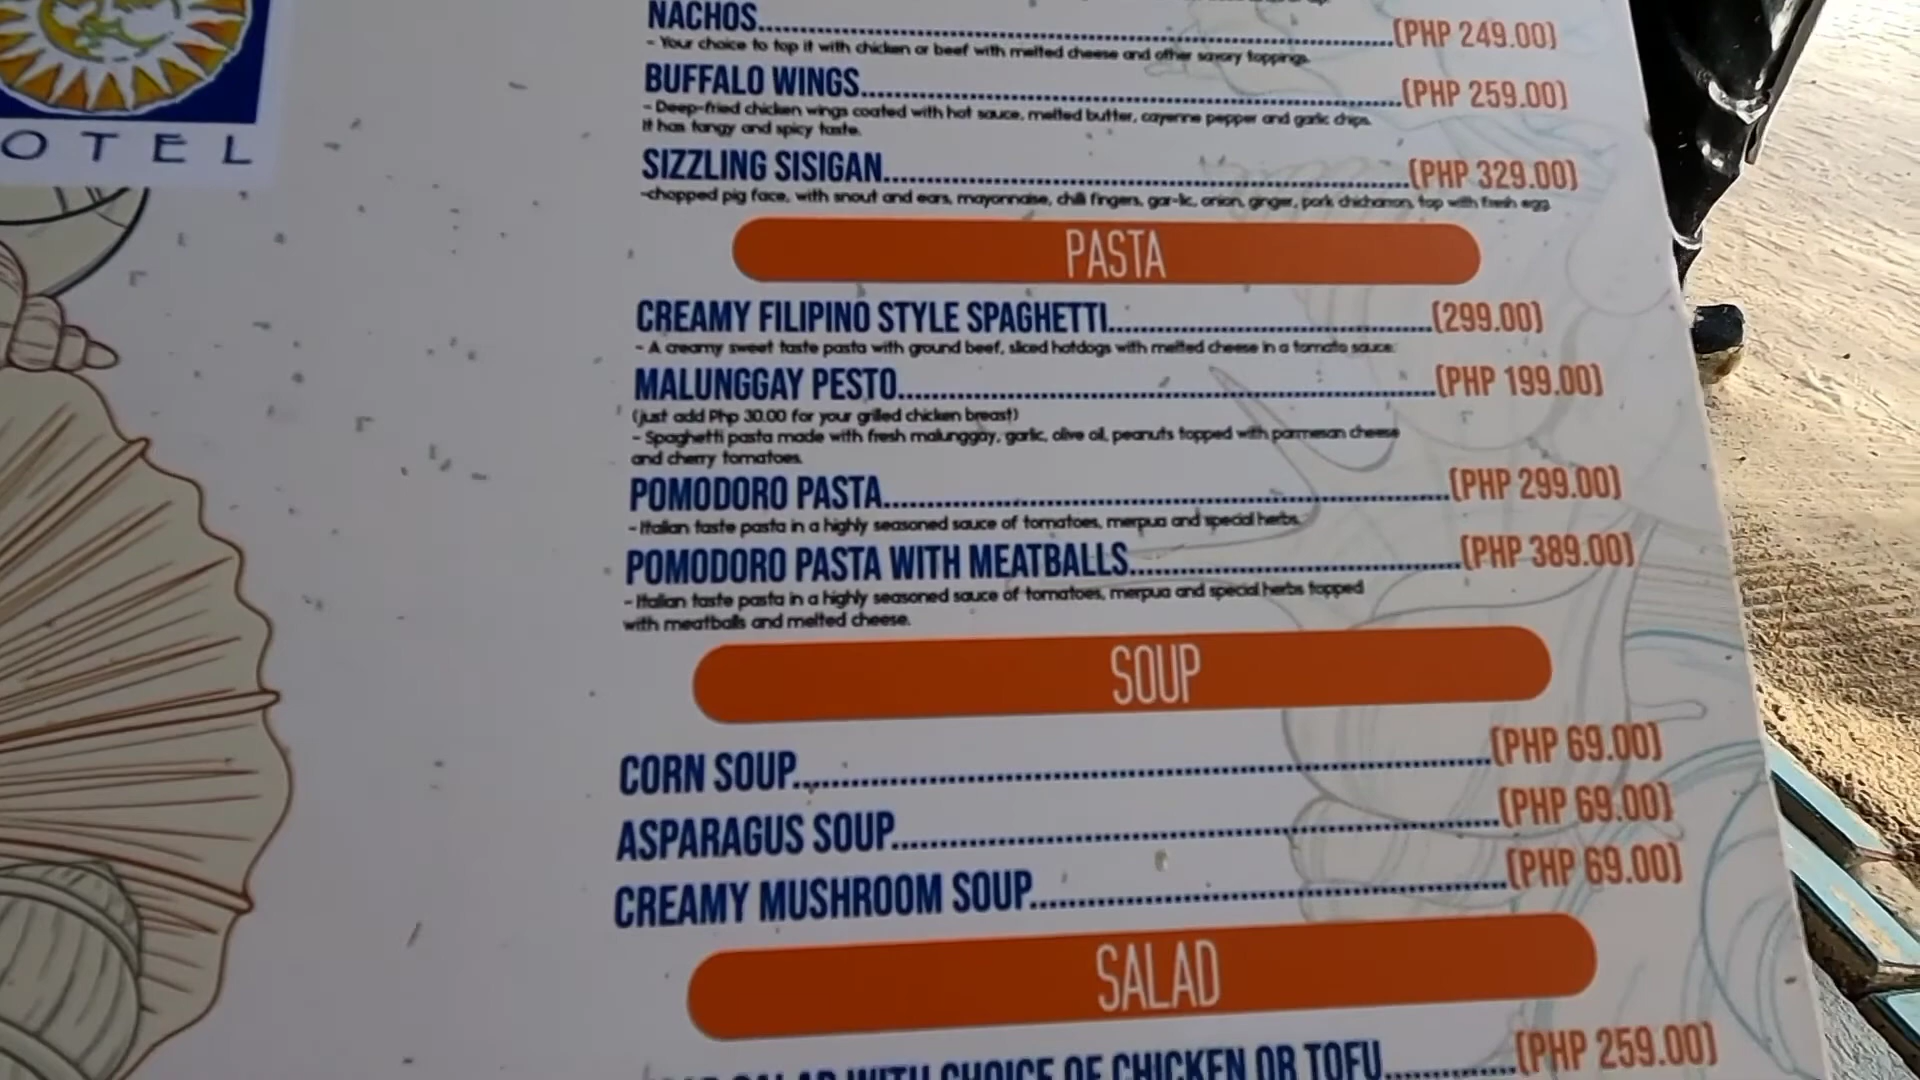 OTEL
NACHOS (PHP 249.00)
- Your choice to top it with chicken or beef with melted cheese and other savory toppings.
BUFFALO WINGS (PHP 259.00)
- Deep-fried chicken wings coated with hot sauce, melted butter, cayenne pepper and garlic chips.
It has tangy and spicy taste.
SIZZLING SISIGAN (PHP 329.00)
-chopped pig face, with snout and ears, mayonnaise, chili fingers, gar-lic, onion, ginger, pork chicharon, top with fresh egg.
PASTA
CREAMY FILIPINO STYLE SPAGHETTI (299.00)
- A creamy sweet taste pasta with ground beef, sliced hotdogs with melted cheese in a tomato sauce.
MALUNGGAY PESTO (PHP 199.00)
(just add Php 30.00 for your grilled chicken breast)
- Spaghetti pasta made with fresh malunggay, garlic, olive oil, peanuts topped with parmesan cheese
and cherry tomatoes.
POMODORO PASTA (PHP 299.00)
- Italian taste pasta in a highly seasoned sauce of tomatoes, merpua and special herbs.
POMODORO PASTA WITH MEATBALLS (PHP 389.00)
- Italian taste pasta in a highly seasoned sauce of tomatoes, merpua and special herbs topped
with meatballs and melted cheese.
SOUP
CORN SOUP (PHP 69.00)
ASPARAGUS SOUP (PHP 69.00)
CREAMY MUSHROOM SOUP (PHP 69.00)
SALAD
SALAD WITH CHOICE OF CHICKEN OR TOFU (PHP 259.00)